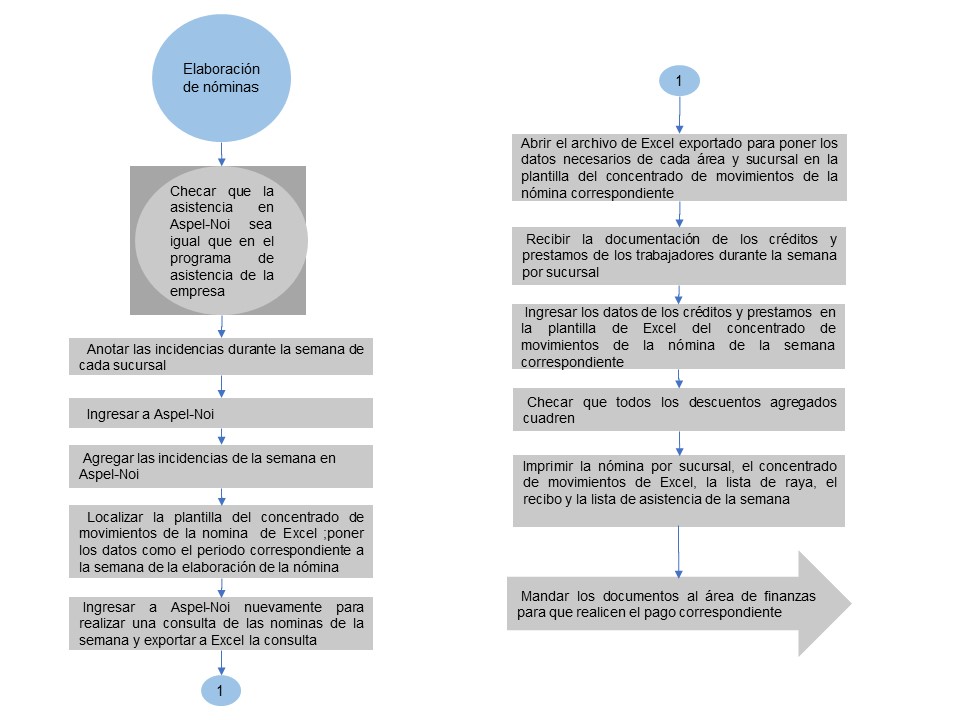 Elaboración
de nóminas
Checar que la
asistencia en
Aspel-Noi sea
igual que en el
programa de
asistencia de la
empresa
Anotar las incidencias durante la semana de
cada sucursal
Ingresar a Aspel-Noi
Agregar las incidencias de la semana en
Aspel-Noi
Localizar la plantilla del concentrado de
movimientos de la nomina de Excel ;poner
los datos como el periodo correspondiente a
la semana de la elaboración de la nómina
Ingresar a Aspel-Noi nuevamente para
realizar una consulta de las nominas de la
semana y exportar a Excel la consulta
1
1
Abrir el archivo de Excel exportado para poner los
datos necesarios de cada área y sucursal en la
plantilla del concentrado de movimientos de la
nómina correspondiente
Recibir la documentación de los créditos y
prestamos de los trabajadores durante la semana
por sucursal
Ingresar los datos de los créditos y prestamos en
la plantilla de Excel del concentrado de
movimientos de la nómina de la semana
correspondiente
Checar que todos los descuentos agregados
cuadren
Imprimir la nómina por sucursal, el concentrado
de movimientos de Excel, la lista de raya, el
recibo y la lista de asistencia de la semana
Mandar los documentos al área de finanzas
para que realicen el pago correspondiente